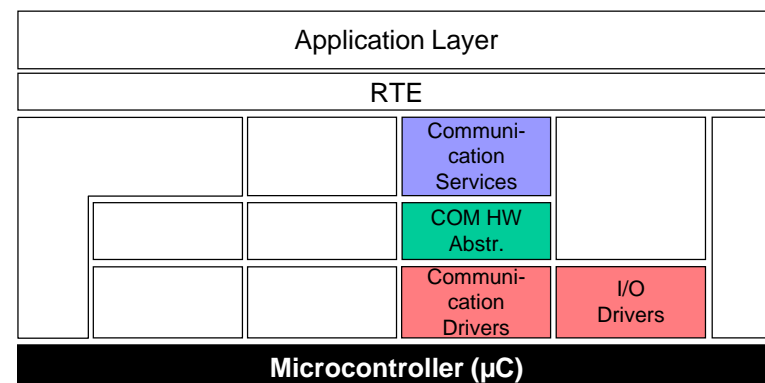 Application Layer
RTE
Communi-
cation
Services
COM HW
Abstr.
Communi-
cation
Drivers
I/O
Drivers
Microcontroller (µC)